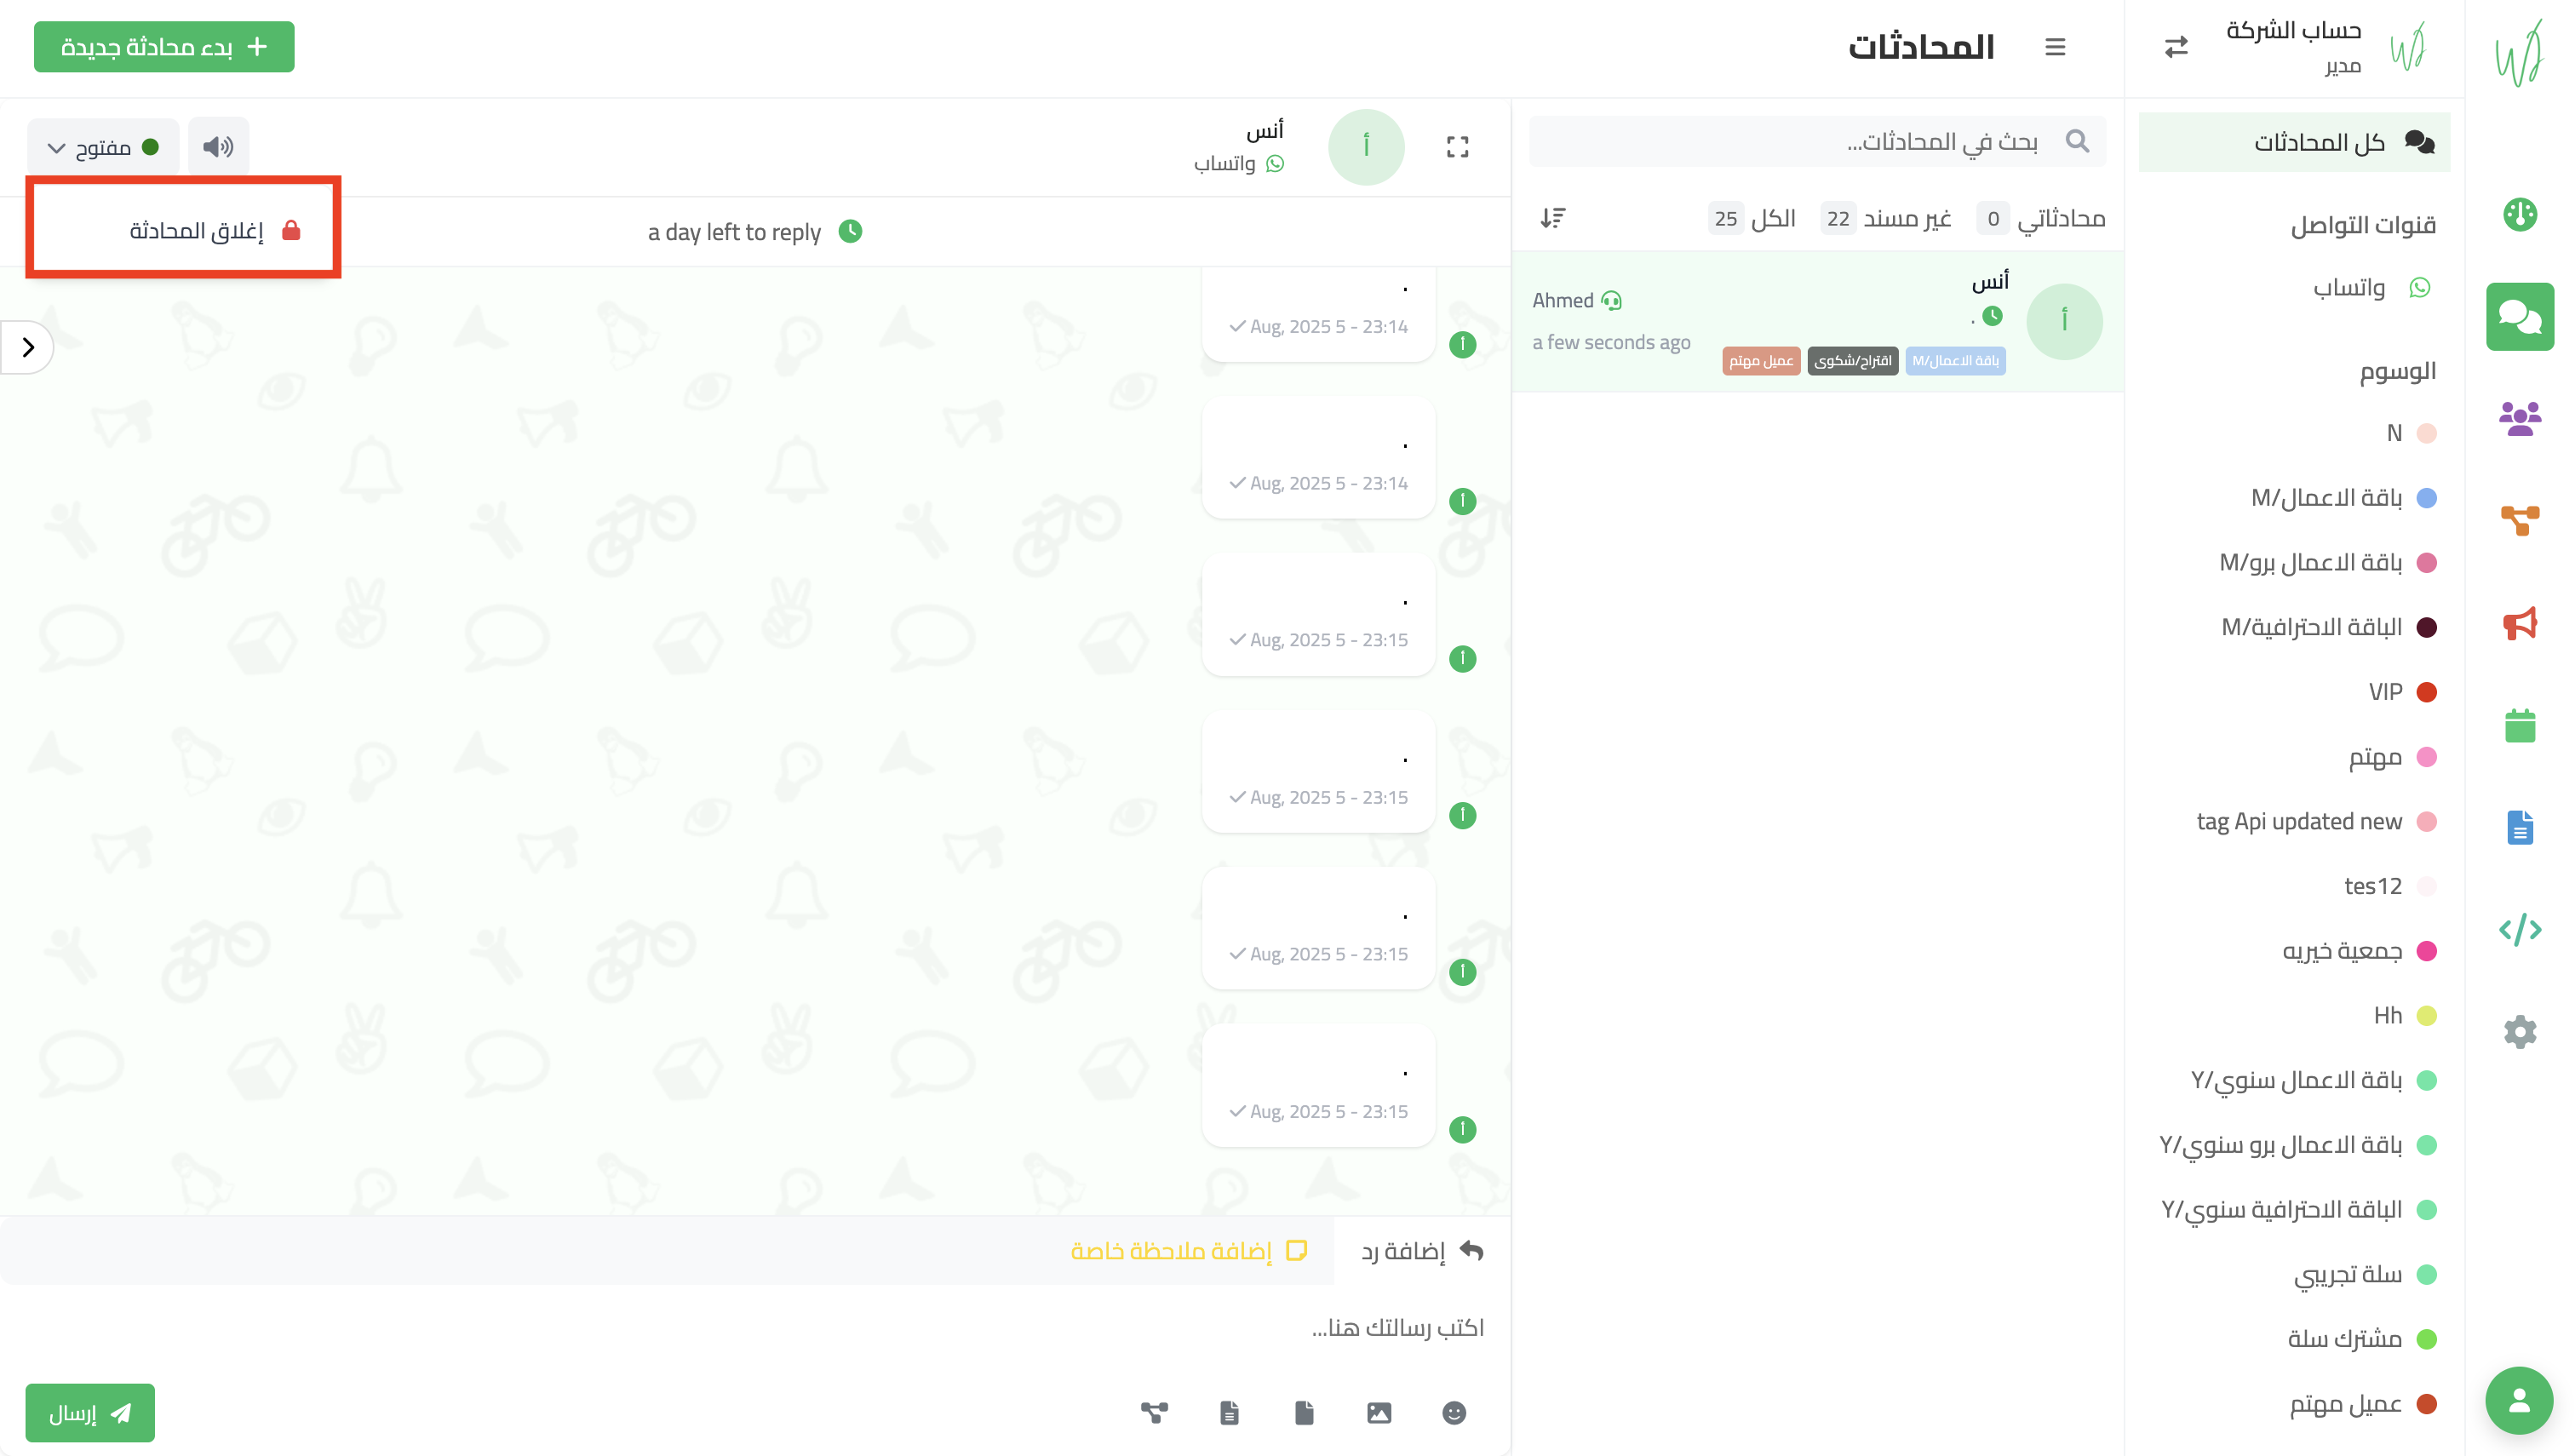 حساب الشركة
مدير
كل المحادثات
قنوات التواصل
واتساب
الوسوم
N
باقة الاعمال/M
باقة الاعمال برو/M
الباقة الاحترافية/M
VIP
مهتم
tag Api updated new
tes12
جمعية خيريه
Hh
باقة الاعمال سنوي/Y
باقة الاعمال برو سنوي/Y
الباقة الاحترافية سنوي/Y
سلة تجريبي
مشترك سلة
عميل مهتم
المحادثات
بدء محادثة جديدة
بحث في المحادثات...
محادثاتي 0 غير مسند 22 الكل 25
أ
أنس
Ahmed
.
a few seconds ago
باقة الاعمال/M اقتراح/شكوى عميل مهتم
أ
أنس
واتساب
مفتوح
إغلاق المحادثة
a day left to reply
.
Aug, 2025 5 - 23:14
أ
.
Aug, 2025 5 - 23:14
أ
.
Aug, 2025 5 - 23:15
أ
.
Aug, 2025 5 - 23:15
أ
.
Aug, 2025 5 - 23:15
أ
.
Aug, 2025 5 - 23:15
أ
إضافة رد
إضافة ملاحظة خاصة
اكتب رسالتك هنا...
إرسال